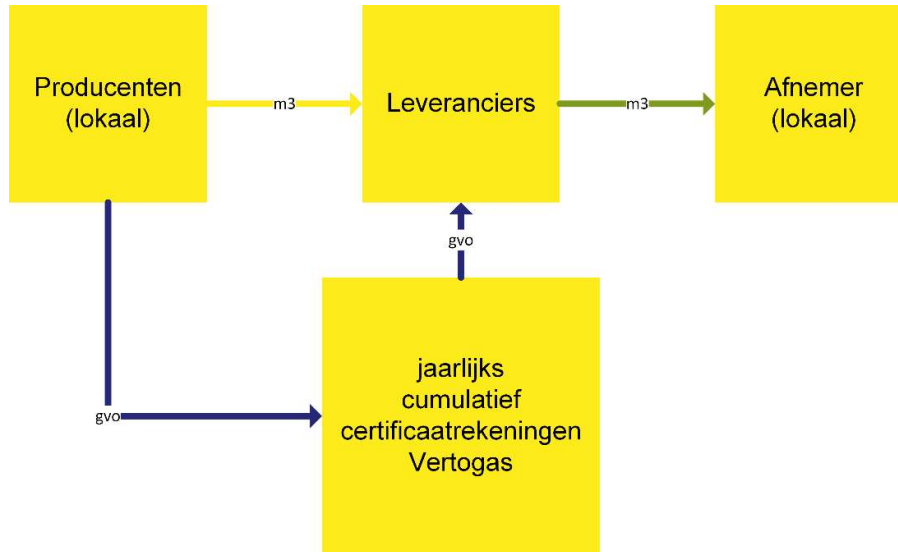 Producenten
(lokaal)
m3
Leveranciers
m3
Afnemer
(lokaal)
gvo
gvo
jaarlijks
cumulatief
certificaatrekeningen
Vertogas